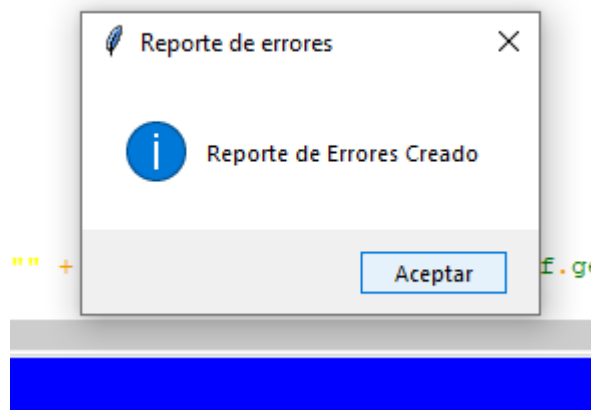 Reporte de errores
Reporte de Errores Creado
"" +
f.ge
Aceptar